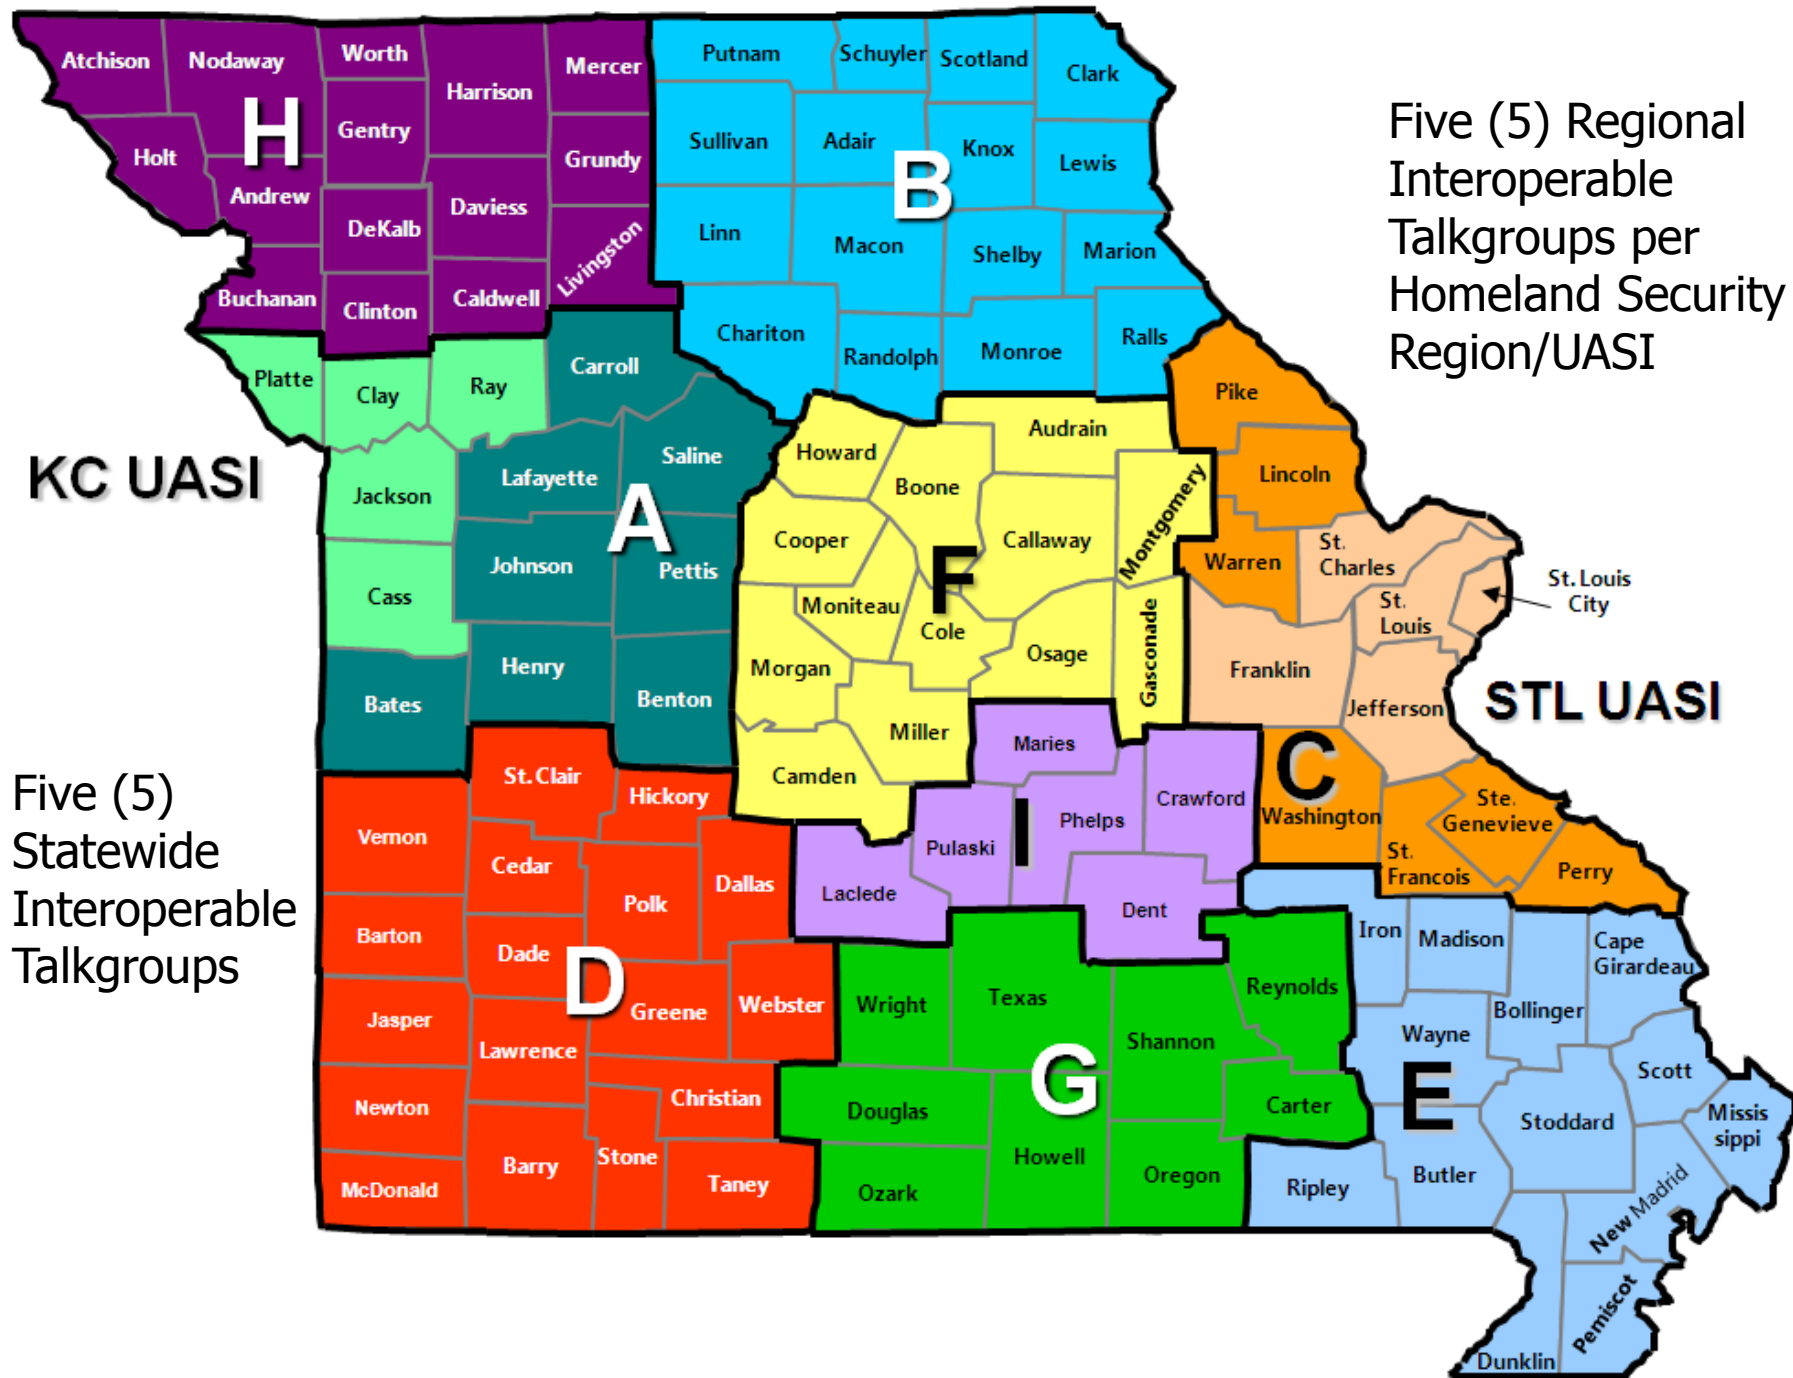 Atchison
Nodaway
Worth
Harrison
Mercer
Putnam
Schuyler
Scotland
Clark
H
Holt
Gentry
Grundy
Sullivan
Adair
Knox
Lewis
B
Andrew
DeKalb
Daviess
Livingston
Linn
Macon
Shelby
Marion
Buchanan
Clinton
Caldwell
Chariton
Randolph
Monroe
Ralls
Five (5) Regional
Interoperable
Talkgroups per
Homeland Security
Region/UASI
Platte
Clay
Ray
Carroll
Pike
KC UASI
Jackson
Lafayette
Saline
A
Howard
Boone
Audrain
Montgomery
Lincoln
Cooper
Callaway
F
Warren
St.
Charles
St.
Louis
St. Louis
City
Cass
Johnson
Pettis
Moniteau
Cole
Osage
Gasconade
Franklin
Jefferson
STL UASI
Bates
Henry
Benton
Morgan
Miller
Camden
Maries
Crawford
Phelps
Pulaski
I
Laclede
Dent
C
Washington
Ste.
Genevieve
St.
Francois
Perry
Five (5)
Statewide
Interoperable
Talkgroups
St. Clair
Hickory
Vernon
Cedar
Polk
Dallas
Barton
Dade
D
Greene
Webster
Jasper
Lawrence
Christian
Newton
Barry
Stone
Taney
McDonald
Wright
Texas
Shannon
Reynolds
G
Douglas
Howell
Carter
Ozark
Oregon
Iron
Madison
Cape
Girardeau
Bollinger
Wayne
E
Scott
Stoddard
Missis
sippi
Ripley
Butler
New Madrid
Pemiscot
Dunklin